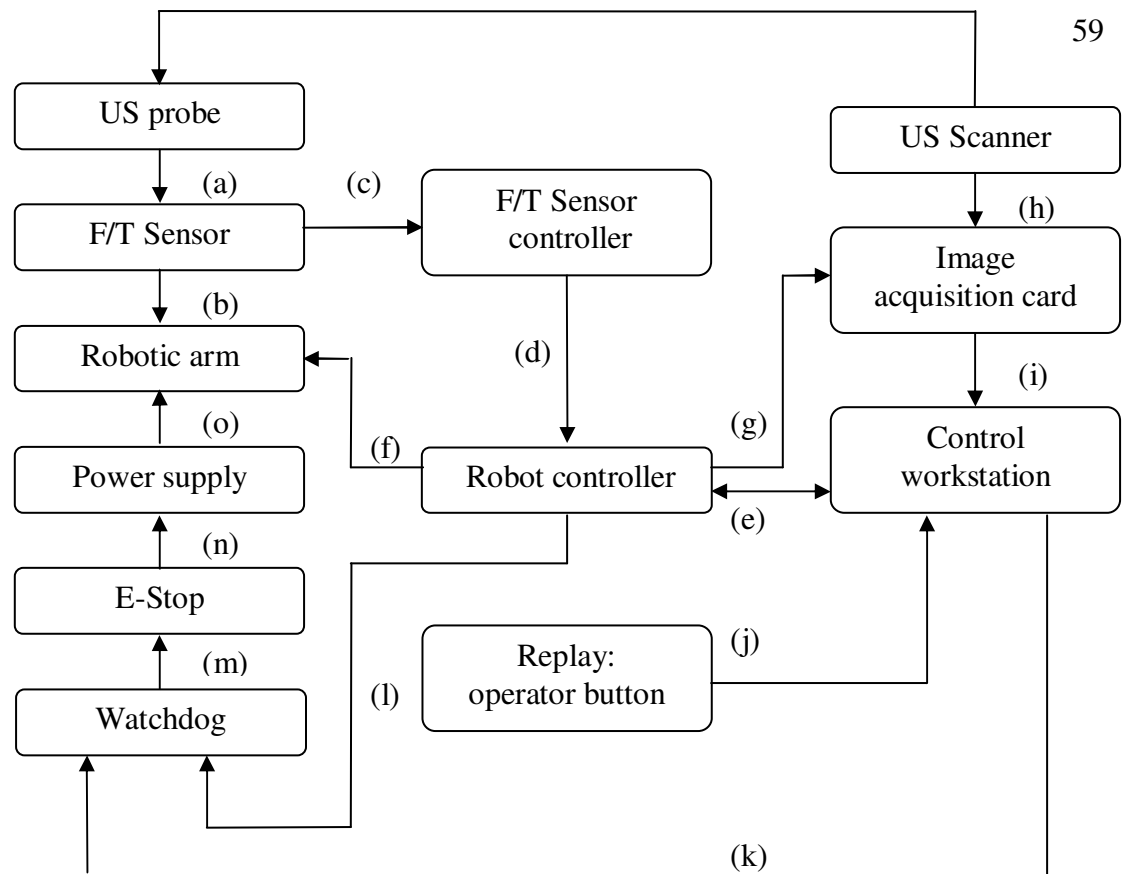 59
US probe
US Scanner
(a)
(c)
F/T Sensor
controller
(h)
F/T Sensor
Image
acquisition card
(b)
(d)
Robotic arm
(i)
(o)
(f)
(g)
Control
workstation
Power supply
Robot controller
(e)
(n)
E-Stop
(j)
Replay:
operator button
(m)
(l)
Watchdog
(k)